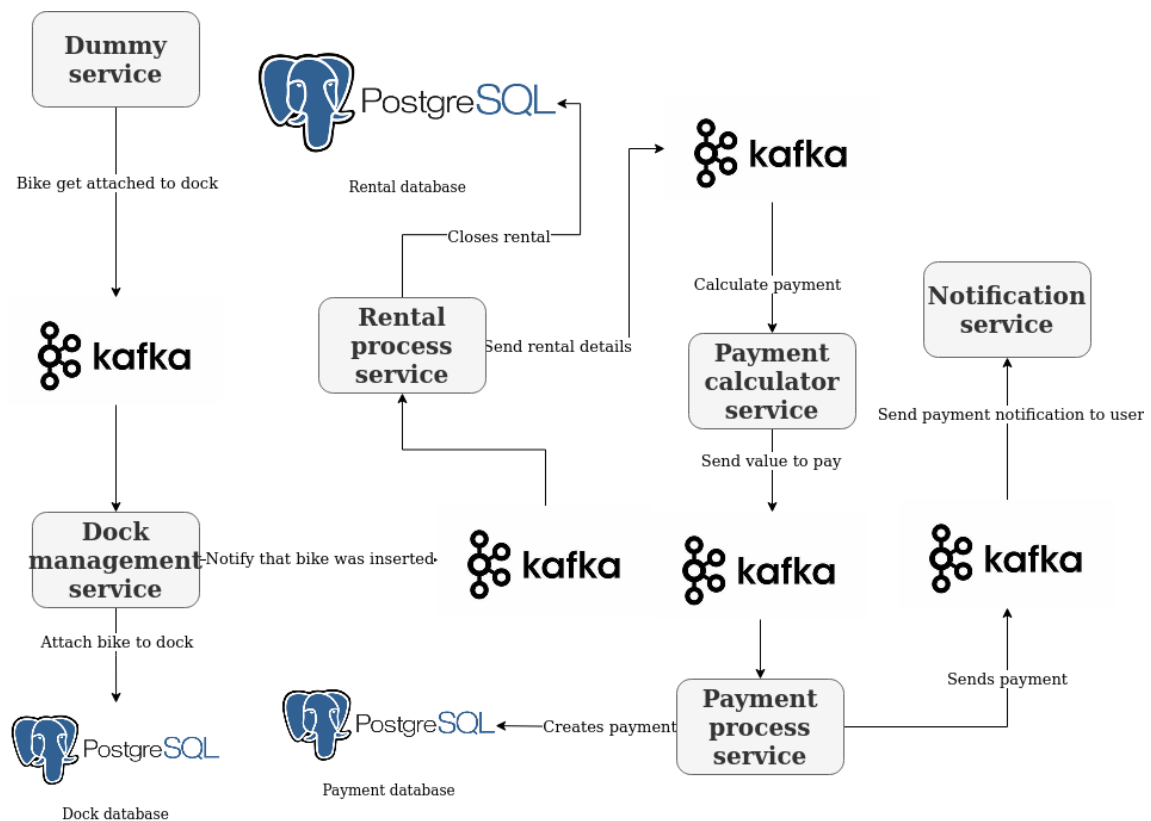 Dummy
service
Bike get attached to dock
kafka
Dock
management
service
Attach bike to dock
PostgreSQL
Dock database
Notify that bike was inserted
kafka
Rental
process
service
Closes rental
PostgreSQL
Rental database
Send rental details
kafka
Calculate payment
Payment
calculator
service
Send value to pay
kafka
Payment
process
service
Creates payment
PostgreSQL
Payment database
Sends payment
kafka
Send payment notification to user
Notification
service